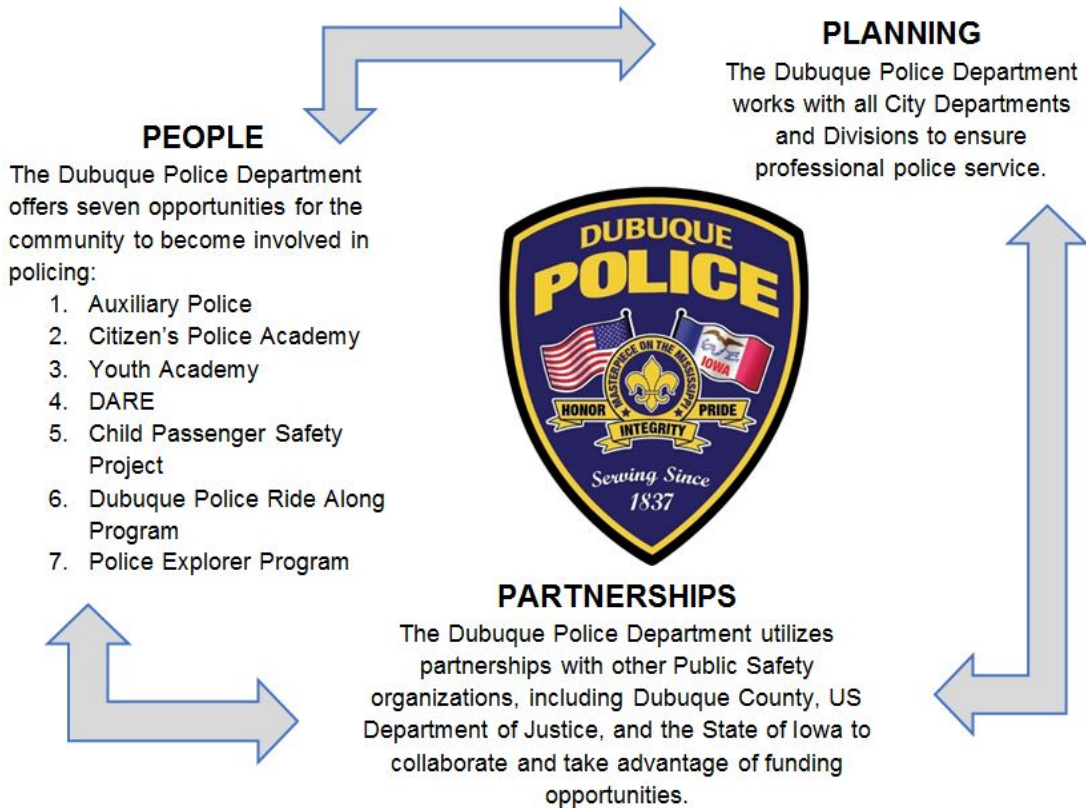 PEOPLE
The Dubuque Police Department
offers seven opportunities for the
community to become involved in
policing:
1. Auxiliary Police
2. Citizen's Police Academy
3. Youth Academy
4. DARE
5. Child Passenger Safety
Project
6. Dubuque Police Ride Along
Program
7. Police Explorer Program
PLANNING
The Dubuque Police Department
works with all City Departments
and Divisions to ensure
professional police service.
DUBUQUE
POLICE
IOWA
MASTERPIECE ON THE MISSISSIPPI
HONOR
PRIDE
INTEGRITY
Serving Since
1837
PARTNERSHIPS
The Dubuque Police Department utilizes
partnerships with other Public Safety
organizations, including Dubuque County, US
Department of Justice, and the State of Iowa to
collaborate and take advantage of funding
opportunities.